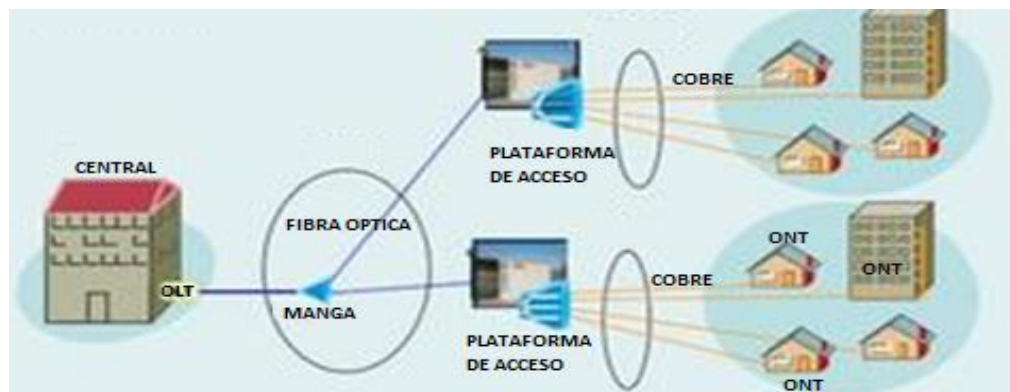 COBRE
PLATAFORMA
DE ACCESO
CENTRAL
FIBRA OPTICA
OLT
MANGA
PLATAFORMA
DE ACCESO
COBRE
ONT
ONT
ONT